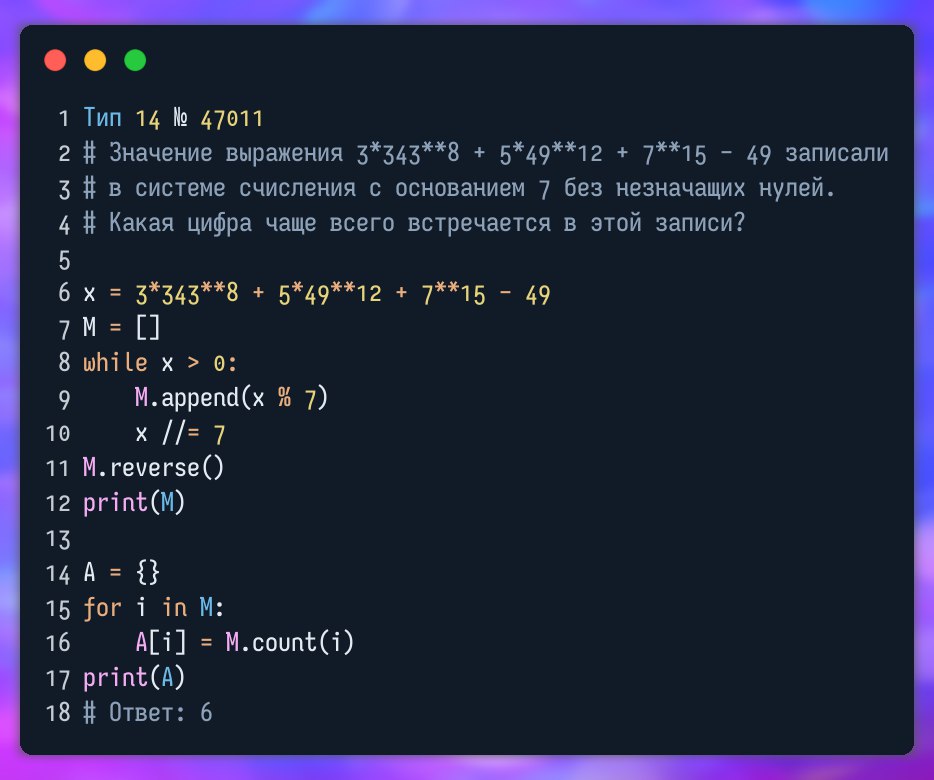 1 Тип 14 № 47011
2 # Значение выражения 3*343**8 + 5*49**12 + 7**15 - 49 записали
3 # в системе счисления с основанием 7 без незначащих нулей.
4 # Какая цифра чаще всего встречается в этой записи?
5
6 x = 3*343**8 + 5*49**12 + 7**15 - 49
7 M = []
8 while x > 0:
9     M.append(x % 7)
10     x //= 7
11 M.reverse()
12 print(M)
13
14 A = {}
15 for i in M:
16     A[i] = M.count(i)
17 print(A)
18 # Ответ: 6